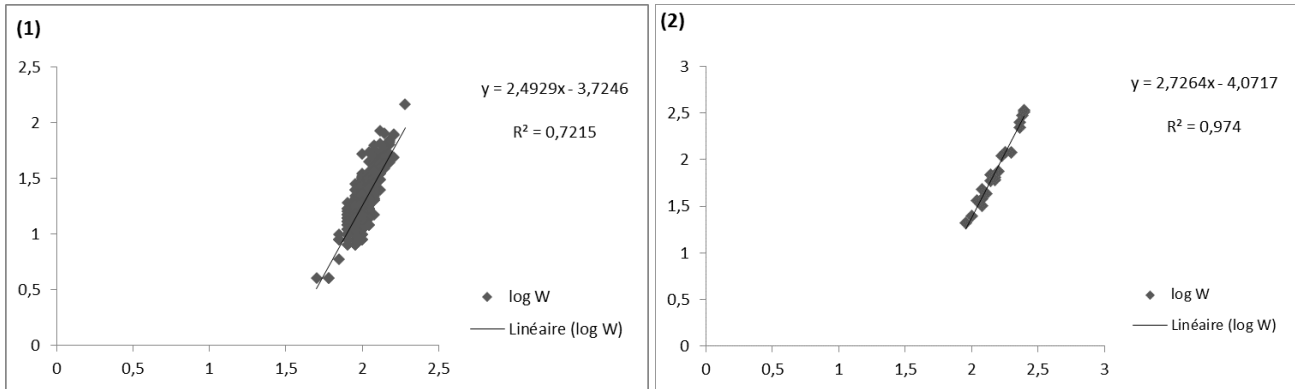 (1)
2,5
2
1,5
1
0,5
0
0 0,5 1 1,5 2 2,5
y = 2,4929x - 3,7246
R² = 0,7215
log W
Linéaire (log W)
(2)
3
2,5
2
1,5
1
0,5
0
0 0,5 1 1,5 2 2,5 3
y = 2,7264x - 4,0717
R² = 0,974
log W
Linéaire (log W)